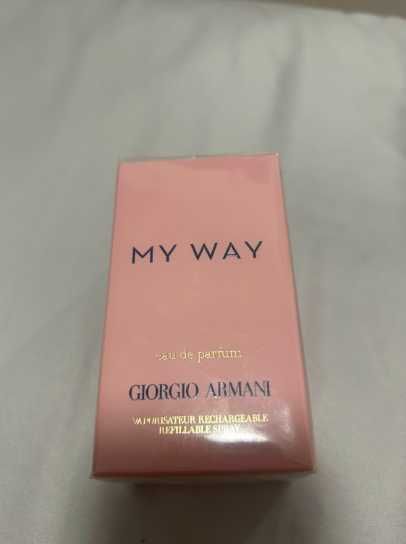 MY WAY
eau de parfum
GIORGIO ARMANI
VAPORISATEUR RECHARGEABLE
REFILLABLE SPRAY